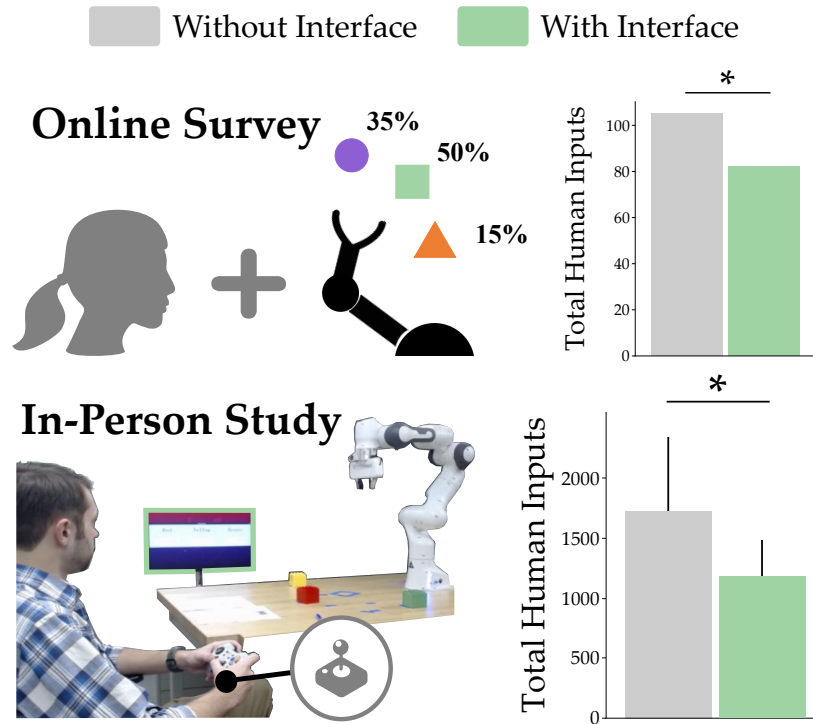 Without Interface
With Interface
Online Survey
35%
50%
15%
*
Total Human Inputs
100
80
60
40
20
0
In-Person Study
*
Total Human Inputs
2000
1500
1000
500
0